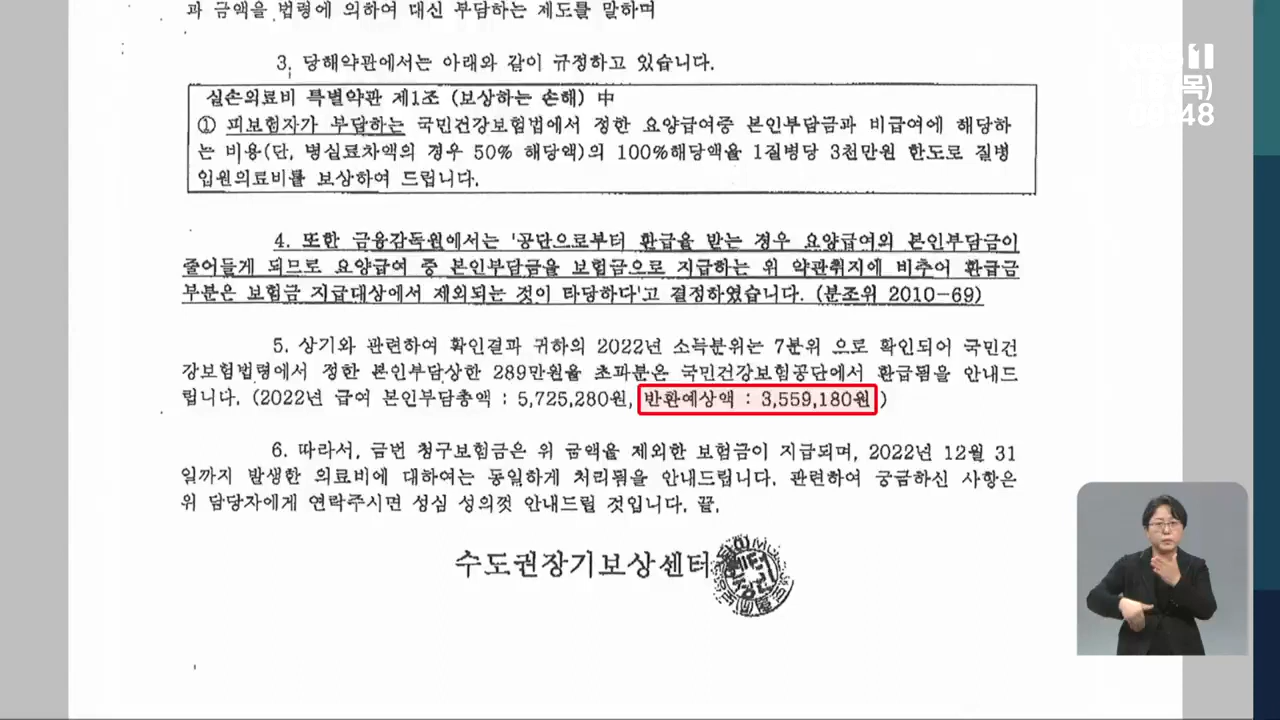 과 금액을 법령에 의하여 대신 부담하는 제도를 말하며
3. 당해약관에서는 아래와 같이 규정하고 있습니다.
실손의료비 특별약관 제1조 (보상하는 손해) 中
① 피보험자가 부담하는 국민건강보험법에서 정한 요양급여중 본인부담금과 비급여에 해당하
는 비용(단, 병실료차액의 경우 50% 해당액)의 100%해당액을 1질병당 3천만원 한도로 질병
입원의료비를 보상하여 드립니다.
4. 또한 금융감독원에서는 '공단으로부터 환급을 받는 경우 요양급여의 본인부담금이
줄어들게 되므로 요양급여 중 본인부담금을 보험금으로 지급하는 위 약관취지에 비추어 환급금
부분은 보험금 지급대상에서 제외되는 것이 타당하다'고 결정하였습니다. (분조위 2010-69)
5. 상기와 관련하여 확인결과 귀하의 2022년 소득분위는 7분위 으로 확인되어 국민건
강보험법령에서 정한 본인부담상한 289만원을 초과분은 국민건강보험공단에서 환급됨을 안내드
립니다. (2022년 급여 본인부담총액 : 5,725,280원, 반환예상액 : 3,559,180원 )
6. 따라서, 금번 청구보험금은 위 금액을 제외한 보험금이 지급되며, 2022년 12월 31
일까지 발생한 의료비에 대하여는 동일하게 처리됨을 안내드립니다. 관련하여 궁금하신 사항은
위 담당자에게 연락주시면 성심 성의껏 안내드릴 것입니다. 끝.
수도권장기보상센터
KBS 1